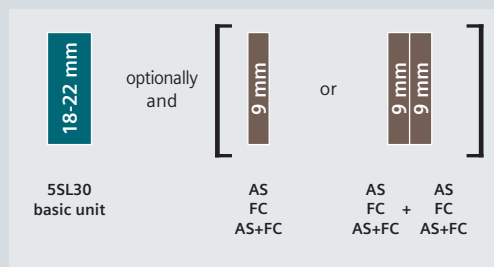 18-22 mm
optionally
and
9 mm
or
9 mm
9 mm
5SL30
basic unit
AS
FC
AS+FC
AS AS
FC + FC
AS+FC AS+FC